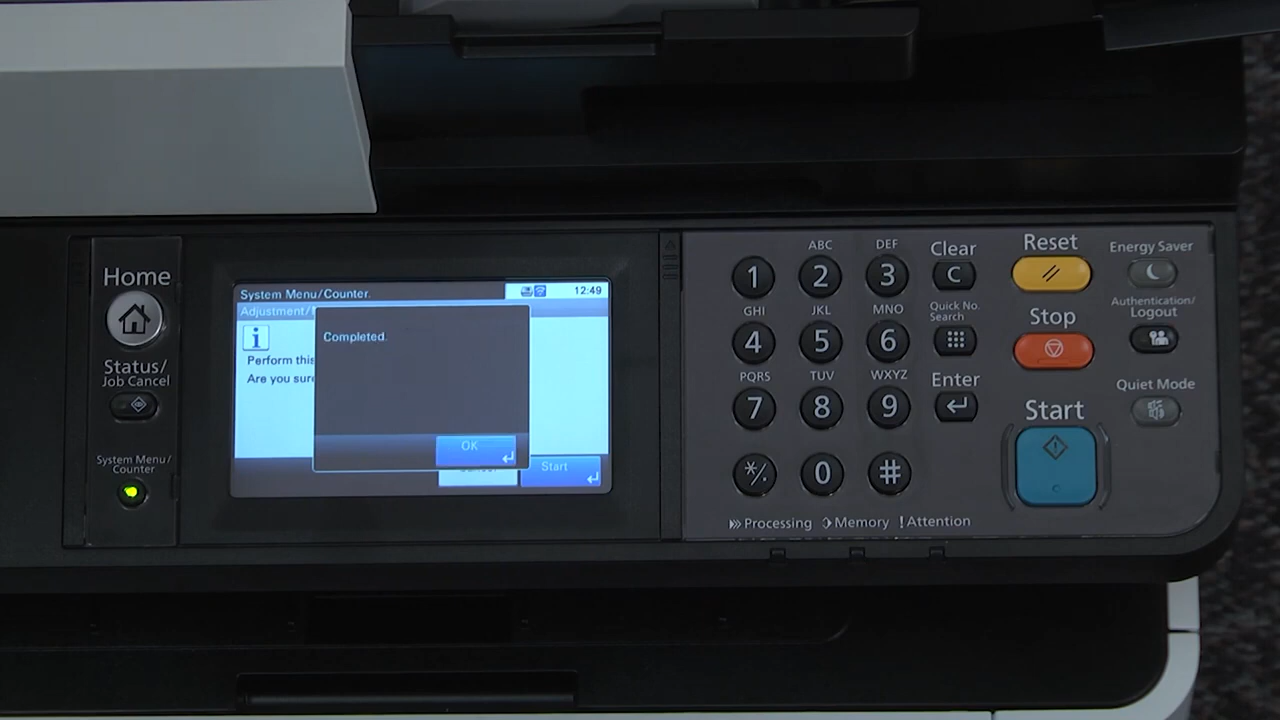 Home
Status/
Job Cancel
System Menu/
Counter
System Menu/Counter.
12:49
Adjustment/
i
Perform this
Are you
Completed.
OK
Start
ABC
DEF
1
2
3
GHI
JKL
MNO
4
5
6
PQRS
TUV
WXYZ
7
8
9
*/.
0
#
Clear
C
Quick No.
Search
Enter
Reset
Stop
Start
Energy Saver
Authentication/
Logout
Quiet Mode
Processing
Memory
!Attention